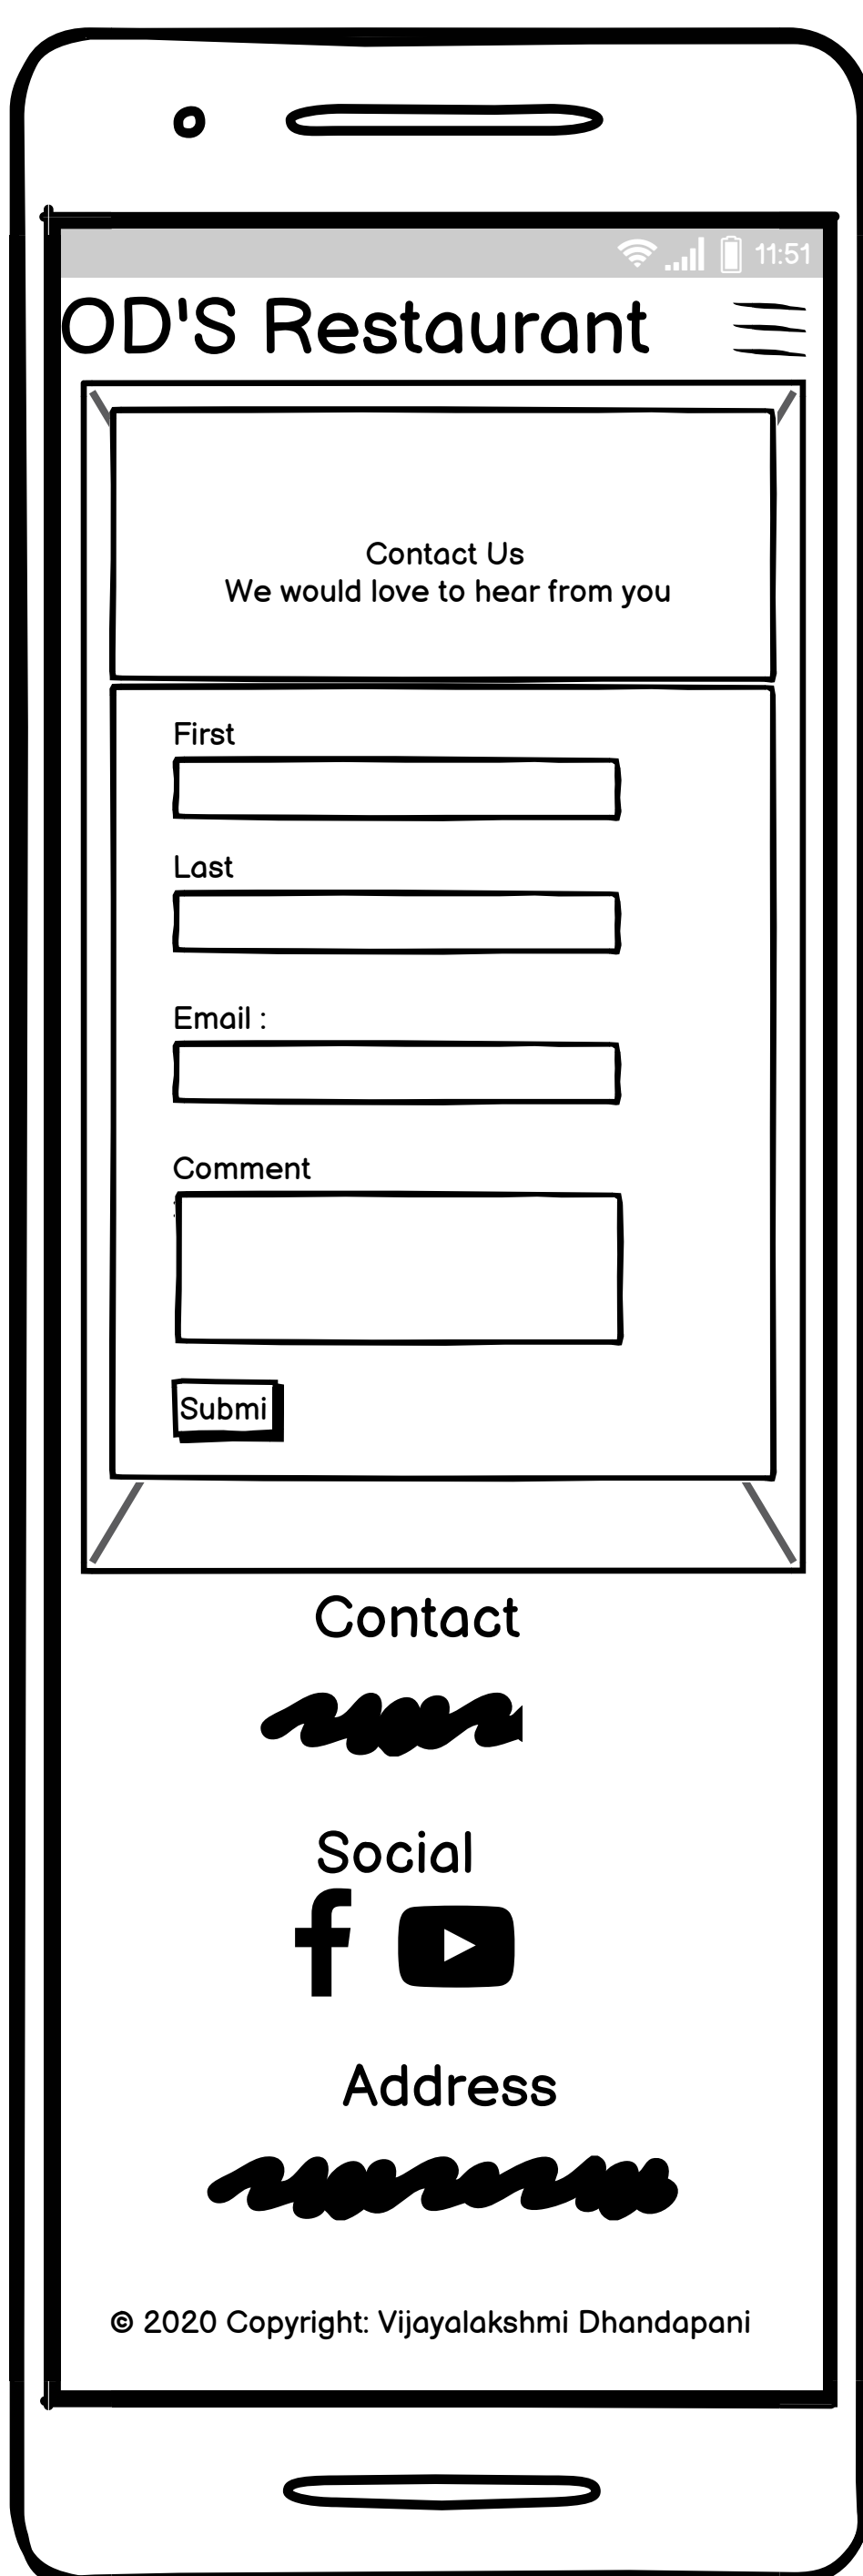 11:51
OD'S Restaurant
Contact Us
We would love to hear from you
First
Last
Email :
Comment
Submi
Contact
Social
Address
© 2020 Copyright: Vijayalakshmi Dhandapani